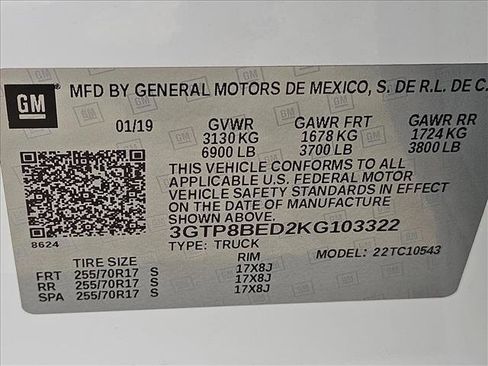 GM MFD BY GENERAL MOTORS DE MEXICO, S. DE R.L. DE C.
01/19 GVWR GAWR FRT GAWR RR
3130 KG 1678 KG 1724 KG
6900 LB 3700 LB 3800 LB
THIS VEHICLE CONFORMS TO ALL
APPLICABLE U.S. FEDERAL MOTOR
VEHICLE SAFETY STANDARDS IN EFFECT
ON THE DATE OF MANUFACTURE
SHOWN ABOVE.
8624 3GTP8BED2KG103322
TYPE: TRUCK MODEL: 22TC10543
TIRE SIZE RIM
FRT 255/70R17 S 17X8J
RR 255/70R17 S 17X8J
SPA 255/70R17 S 17X8J